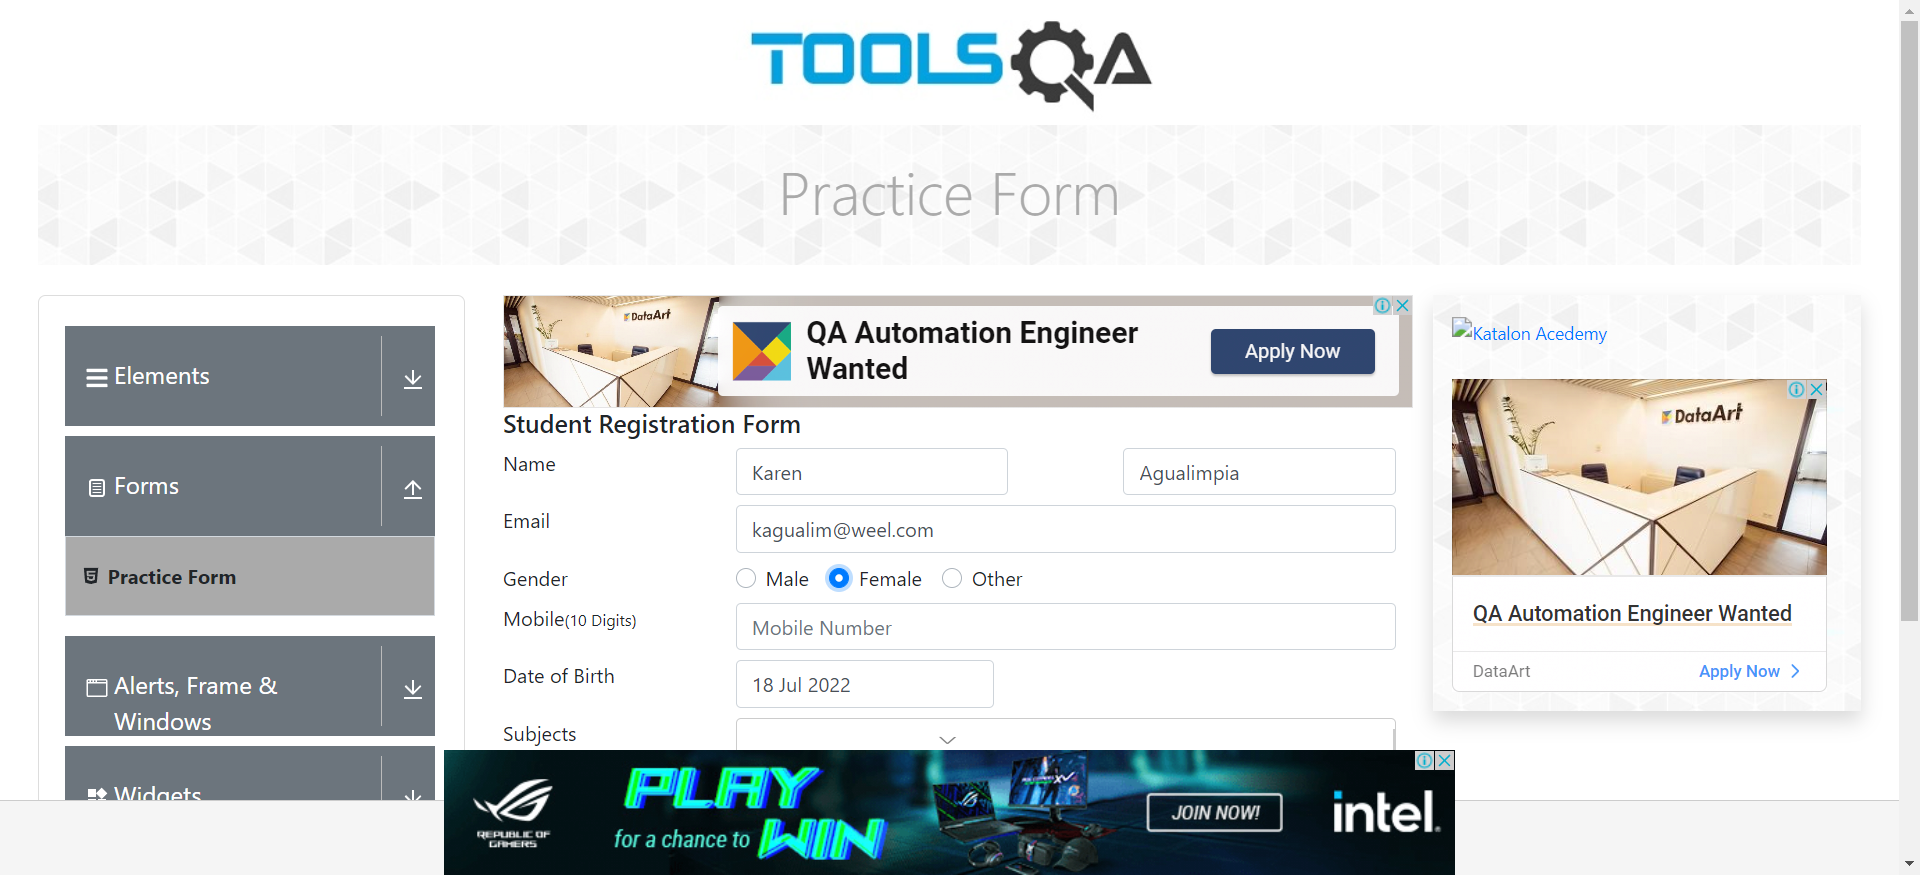 TOOLSQA
Practice Form
Elements
Forms
Practice Form
Alerts, Frame &
Windows
Widgets
DataArt
QA Automation Engineer
Wanted
Apply Now
Student Registration Form
Name
Karen
Agualimpia
Email
kagualim@weel.com
Gender
Male
Female
Other
Mobile(10 Digits)
Mobile Number
Date of Birth
18 Jul 2022
Subjects
Katalon Acedemy
DataArt
QA Automation Engineer Wanted
DataArt
Apply Now
REPUBLIC OF
GAMERS
PLAY
for a chance to WIN
JOIN NOW!
intel.